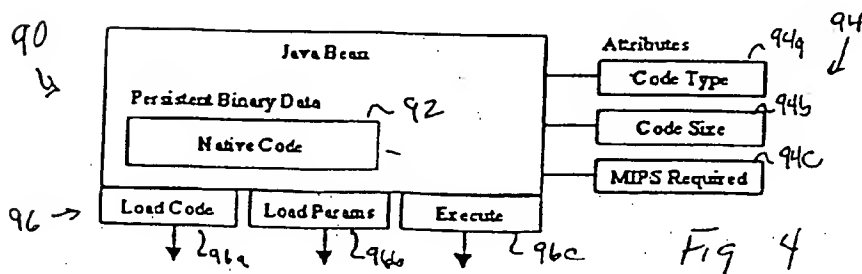 90
94
Java Bean
Attributes
94a
Code Type
Persistent Binary Data
92
94b
Native Code
Code Size
94c
MIPS Required
96
Load Code
Load Params
Execute
96a
96b
96c
Fig 4